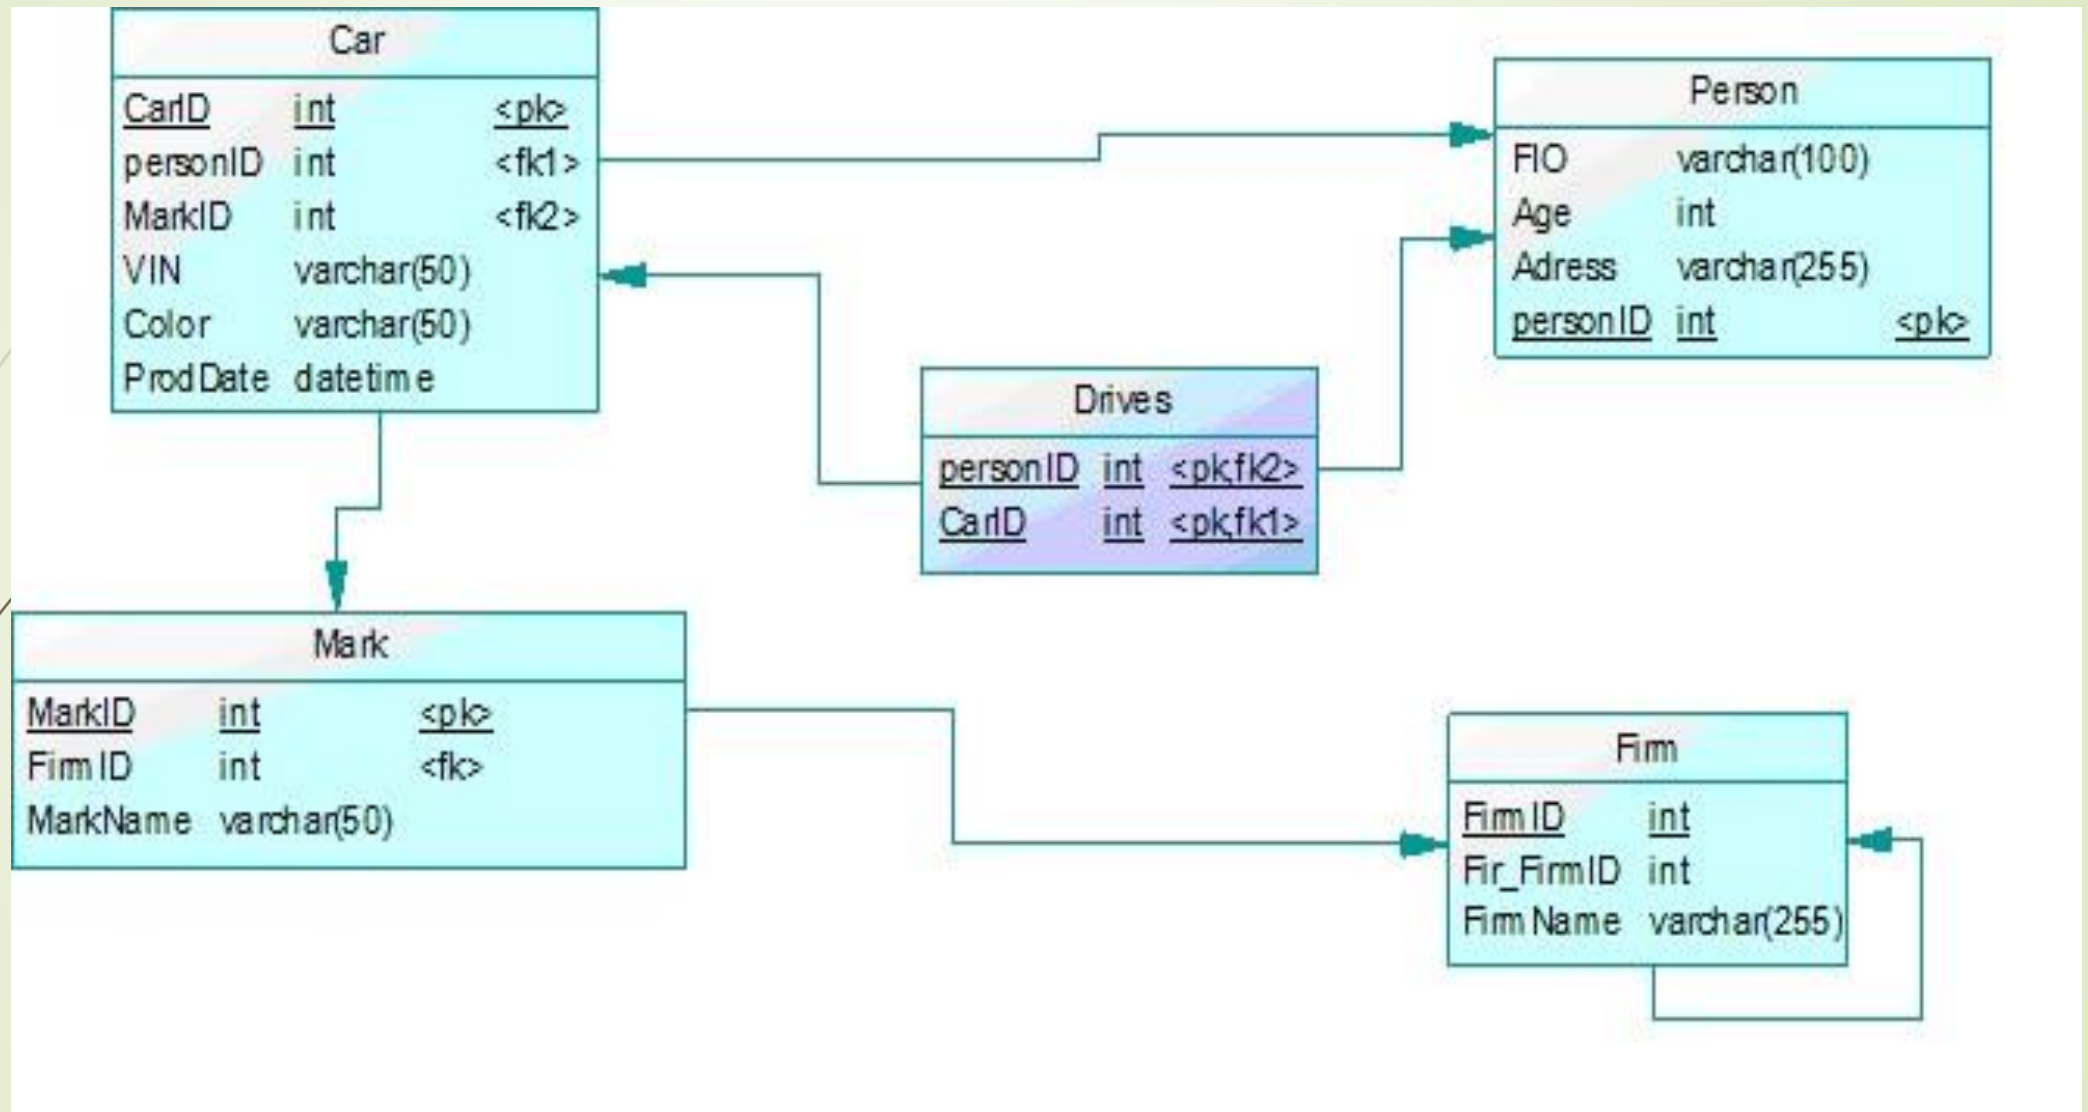 Car
CarID int <pk>
personID int <fk1>
MarkID int <fk2>
VIN varchar(50)
Color varchar(50)
ProdDate datetime
Person
FIO varchar(100)
Age int
Adress varchar(255)
personID int <pk>
Drives
personID int <pk,fk2>
CarID int <pk,fk1>
Mark
MarkID int <pk>
FirmID int <fk>
MarkName varchar(50)
Firm
FirmID int
Fir_FirmID int
FirmName varchar(255)